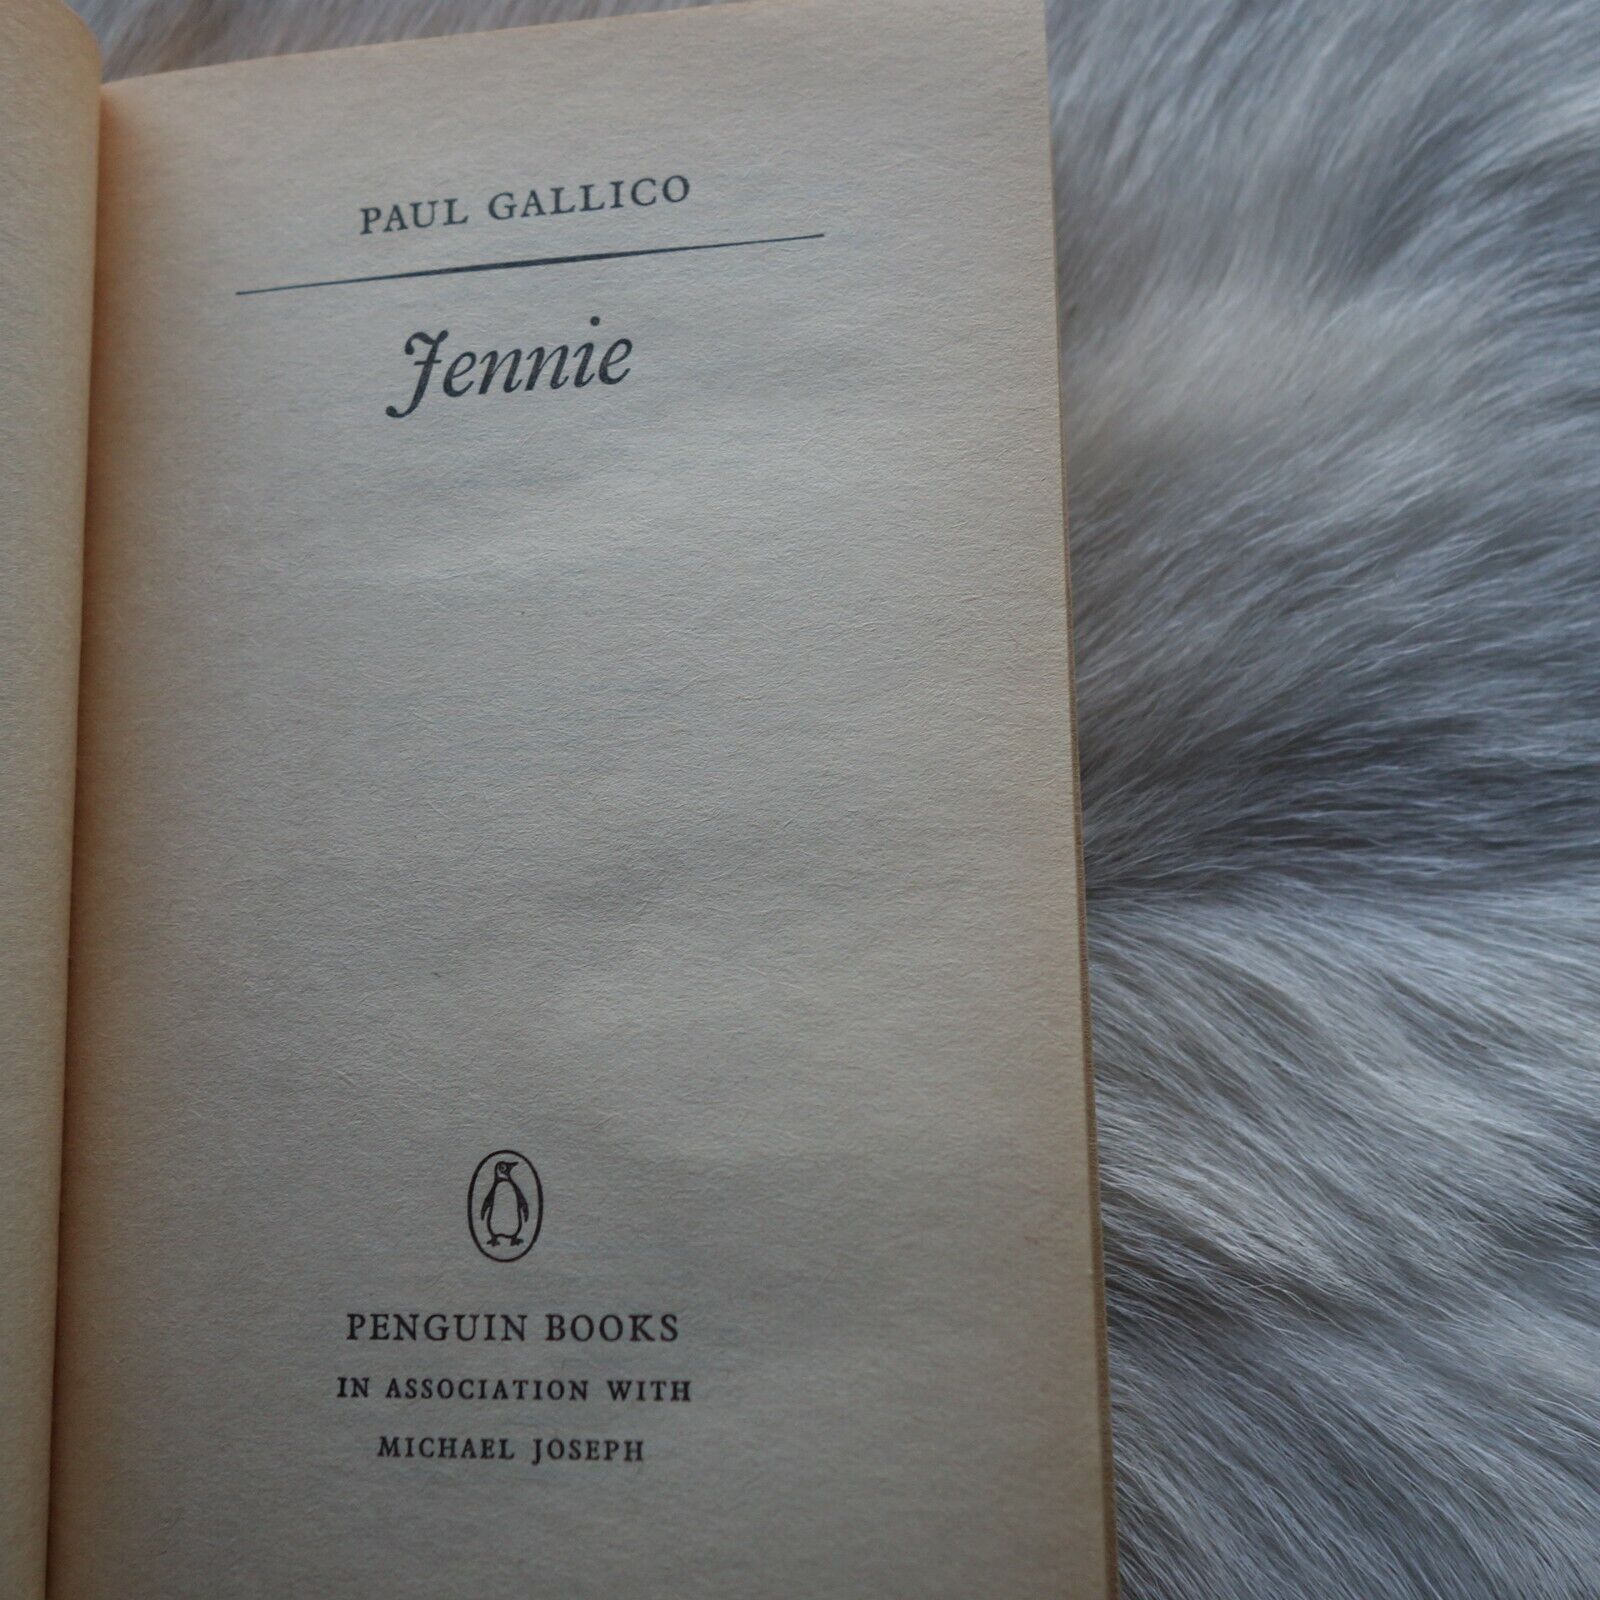 PAUL GALLICO
Jennie
PENGUIN BOOKS
IN ASSOCIATION WITH
MICHAEL JOSEPH